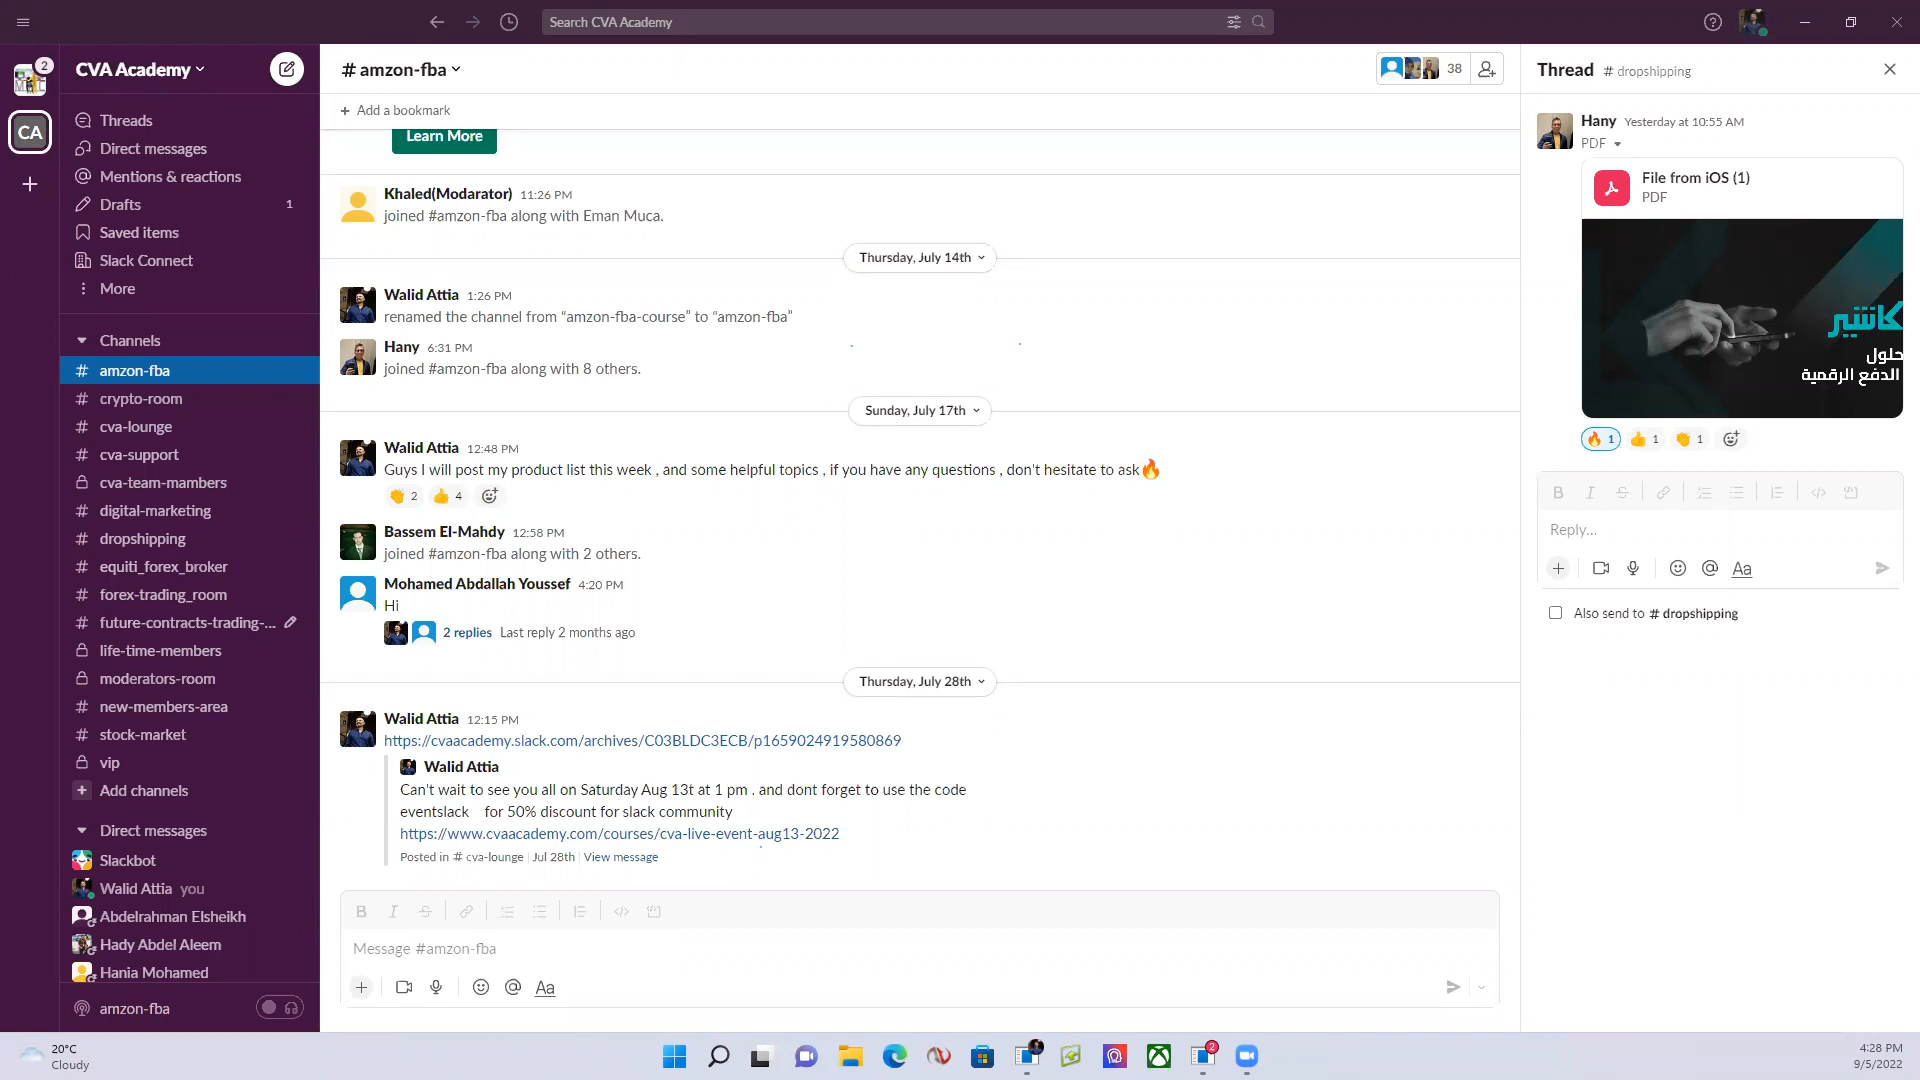 Search CVA Academy
2
CA
CVA Academy
Threads
Direct messages
Mentions & reactions
Drafts 1
Saved items
Slack Connect
More
Channels
# amzon-fba
# crypto-room
# cva-lounge
# cva-support
cva-team-mambers
# digital-marketing
# dropshipping
# equiti_forex_broker
# forex-trading_room
# future-contracts-trading-...
life-time-members
moderators-room
# new-members-area
# stock-market
vip
+ Add channels
Direct messages
Slackbot
Walid Attia you
Abdelrahman Elsheikh
Hady Abdel Aleem
Hania Mohamed
amzon-fba
# amzon-fba
38
+ Add a bookmark
Learn More
Khaled(Modarator) 11:26 PM
joined #amzon-fba along with Eman Muca.
Thursday, July 14th
Walid Attia 1:26 PM
renamed the channel from “amzon-fba-course” to “amzon-fba”
Hany 6:31 PM
joined #amzon-fba along with 8 others.
Sunday, July 17th
Walid Attia 12:48 PM
Guys I will post my product list this week , and some helpful topics , if you have any questions , don't hesitate to ask🔥
👏 2 👍 4
Bassem El-Mahdy 12:58 PM
joined #amzon-fba along with 2 others.
Mohamed Abdallah Youssef 4:20 PM
Hi
2 replies Last reply 2 months ago
Thursday, July 28th
Walid Attia 12:15 PM
https://cvaacademy.slack.com/archives/C03BLDC3ECB/p1659024919580869
Walid Attia
Can't wait to see you all on Saturday Aug 13t at 1 pm . and dont forget to use the code
eventslack for 50% discount for slack community
https://www.cvaacademy.com/courses/cva-live-event-aug13-2022
Posted in # cva-lounge | Jul 28th | View message
B I S
Message #amzon-fba
+ @ Aa
Thread # dropshipping
Hany Yesterday at 10:55 AM
PDF
File from iOS (1)
PDF
كاشير
حلول
الدفع الرقمية
🔥 1 👍 1 👏 1
B I S
Reply...
+ @ Aa
Also send to # dropshipping
20°C
Cloudy
2
4:28 PM
9/5/2022